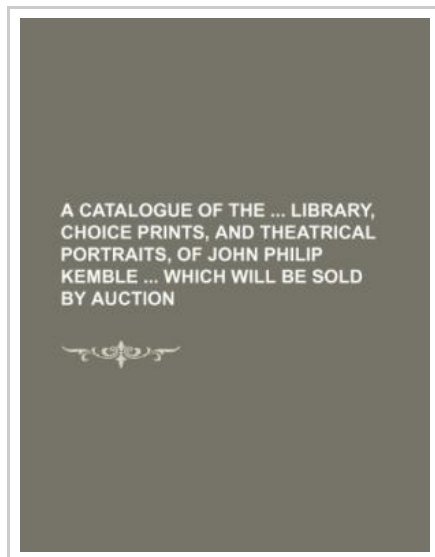 A CATALOGUE OF THE ... LIBRARY,
CHOICE PRINTS, AND THEATRICAL
PORTRAITS, OF JOHN PHILIP
KEMBLE ... WHICH WILL BE SOLD
BY AUCTION